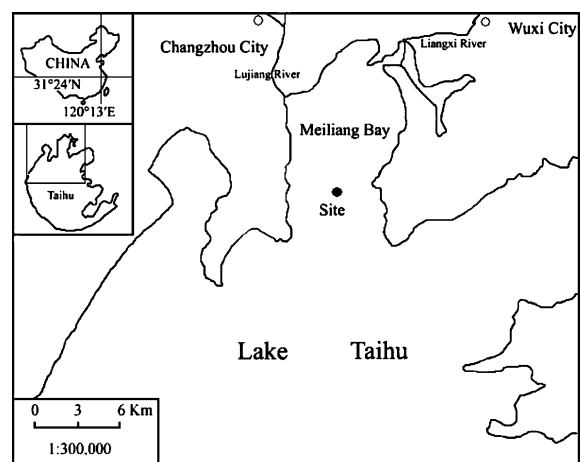 Changzhou City
Liangxi River
Wuxi City
CHINA
31°24′N
120°13′E
Lujiang River
Meiliang Bay
Taihu
Site
Lake Taihu
0 3 6 Km
1:300,000